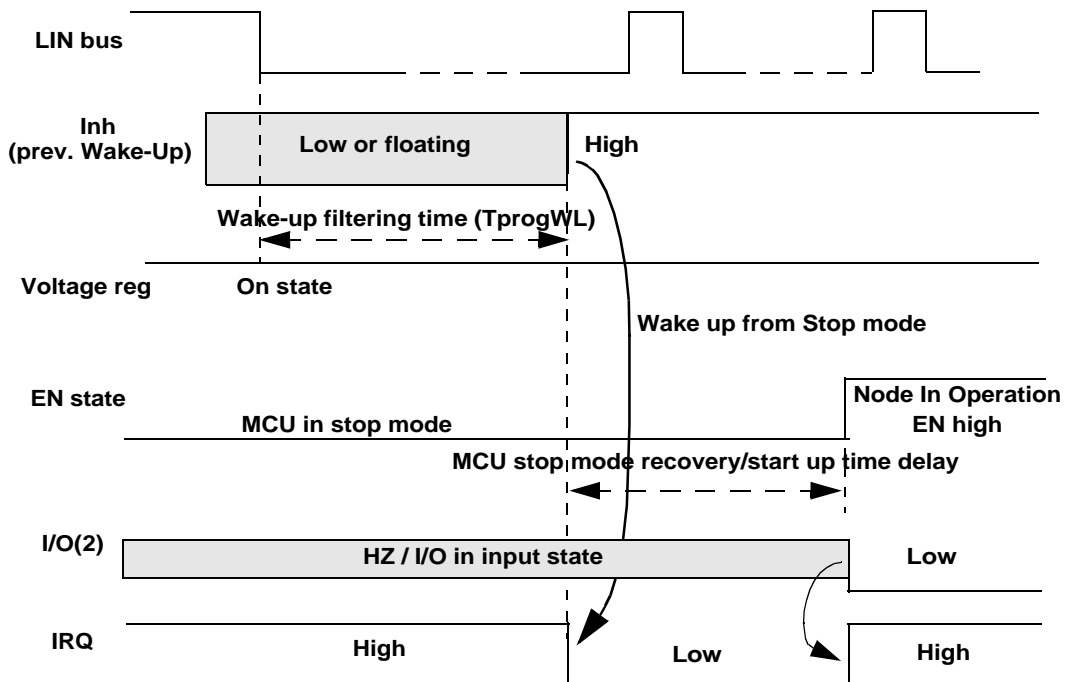 LIN bus
Inh
(prev. Wake-Up)
Low or floating
High
Wake-up filtering time (TprogWL)
Voltage reg
On state
Wake up from Stop mode
EN state
Node In Operation
EN high
MCU in stop mode
MCU stop mode recovery/start up time delay
I/O(2)
HZ / I/O in input state
Low
IRQ
High
Low
High